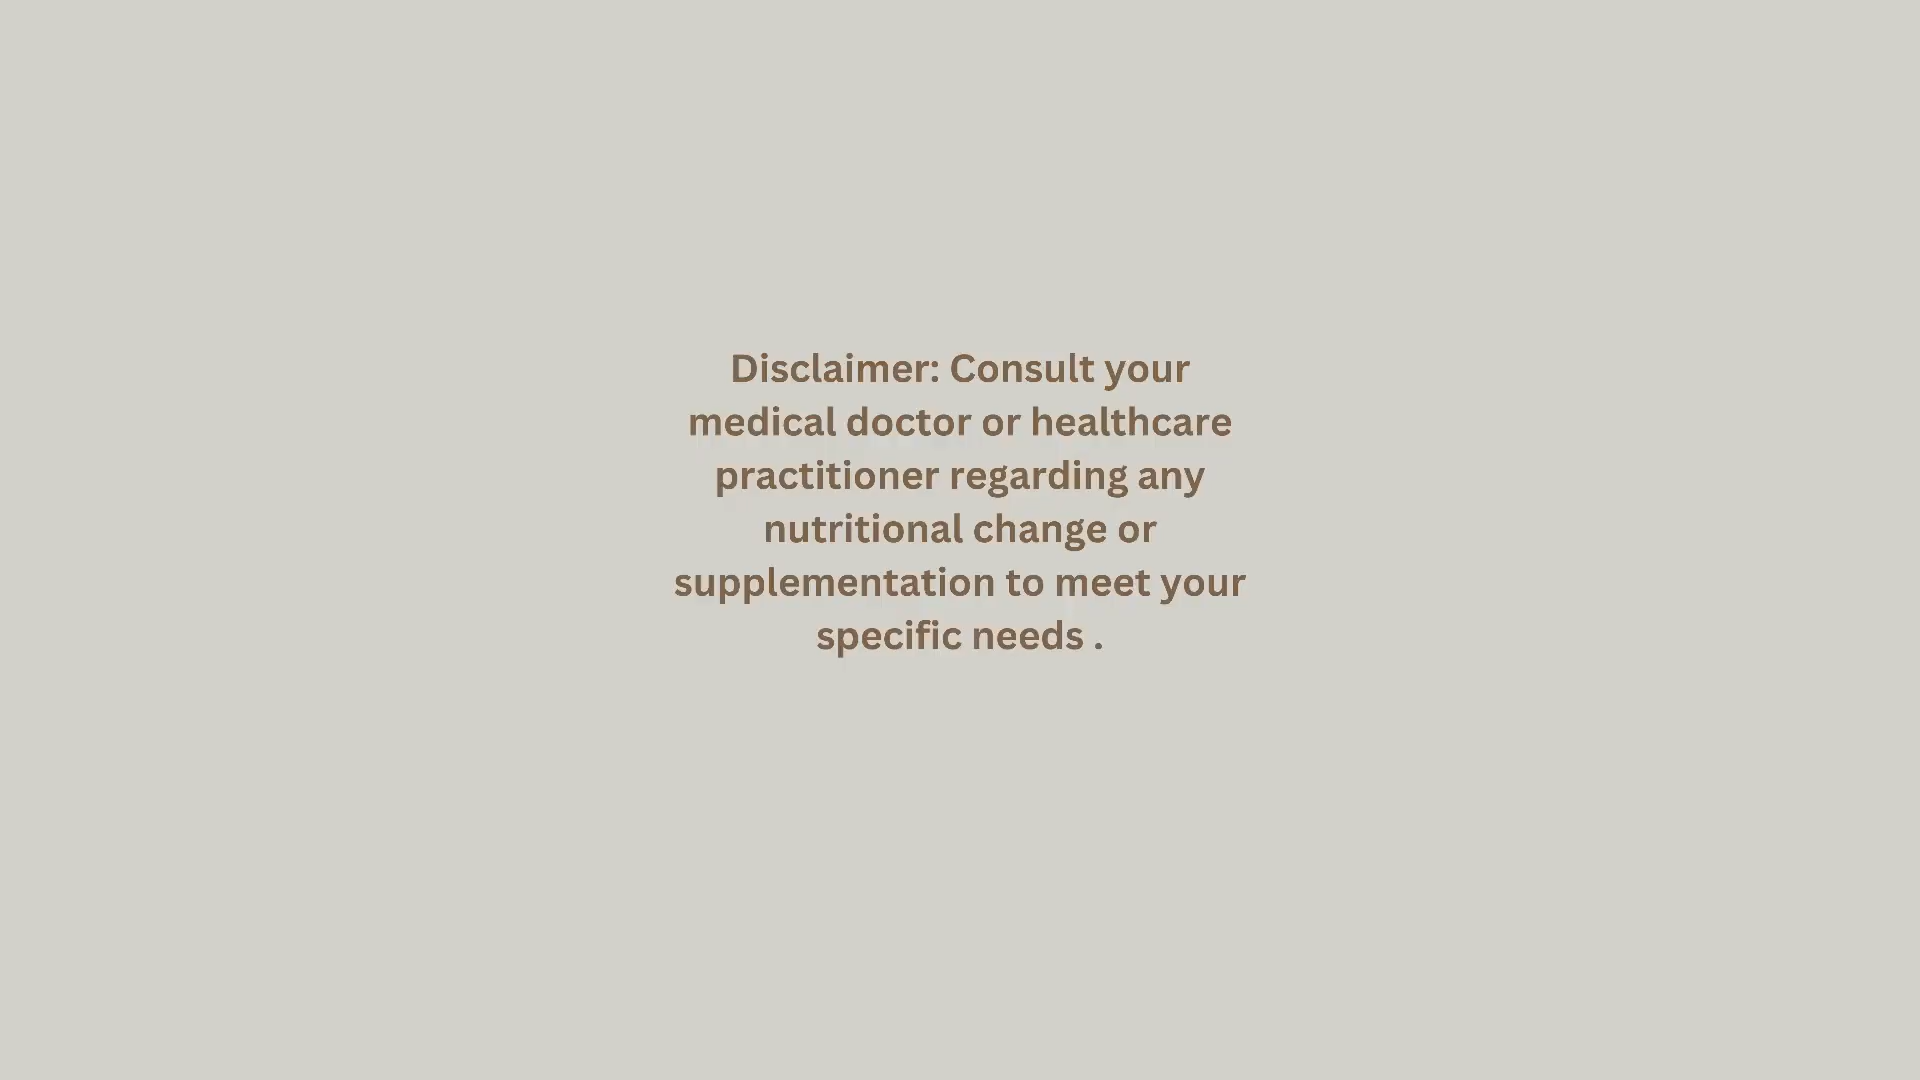 Disclaimer: Consult your
medical doctor or healthcare
practitioner regarding any
nutritional change or
supplementation to meet your
specific needs .